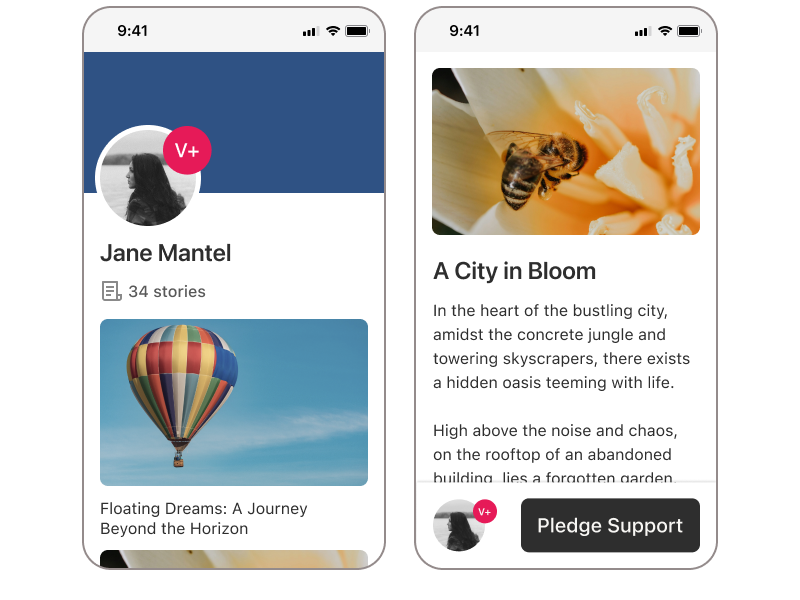 9:41
V+
Jane Mantel
34 stories
Floating Dreams: A Journey
Beyond the Horizon
9:41
A City in Bloom
In the heart of the bustling city,
amidst the concrete jungle and
towering skyscrapers, there exists
a hidden oasis teeming with life.
High above the noise and chaos,
on the rooftop of an abandoned
building, lies a forgotten garden.
V+
Pledge Support